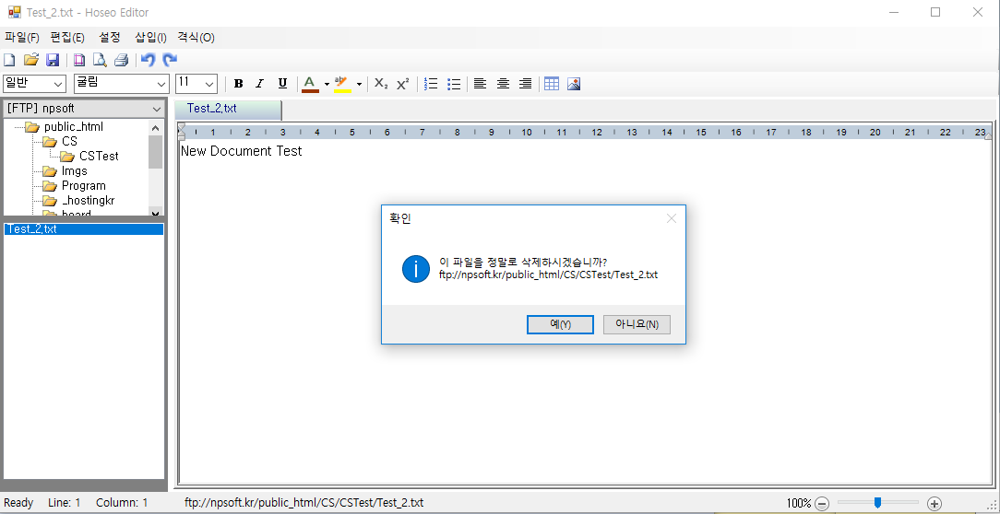 Test_2.txt - Hoseo Editor
파일(F) 편집(E) 설정 삽입(I) 격식(O)
일반 굴림 11 B I U A ab X₂ X²
[FTP] npsoft
Test_2.txt
public_html
CS
CSTest
Imgs
Program
_hostingkr
board
Test_2.txt
1 2 3 4 5 6 7 8 9 10 11 12 13 14 15 16 17 18 19 20 21 22 23
New Document Test
확인
이 파일을 정말로 삭제하시겠습니까?
ftp://npsoft.kr/public_html/CS/CSTest/Test_2.txt
예(Y) 아니요(N)
Ready Line: 1 Column: 1 ftp://npsoft.kr/public_html/CS/CSTest/Test_2.txt 100%